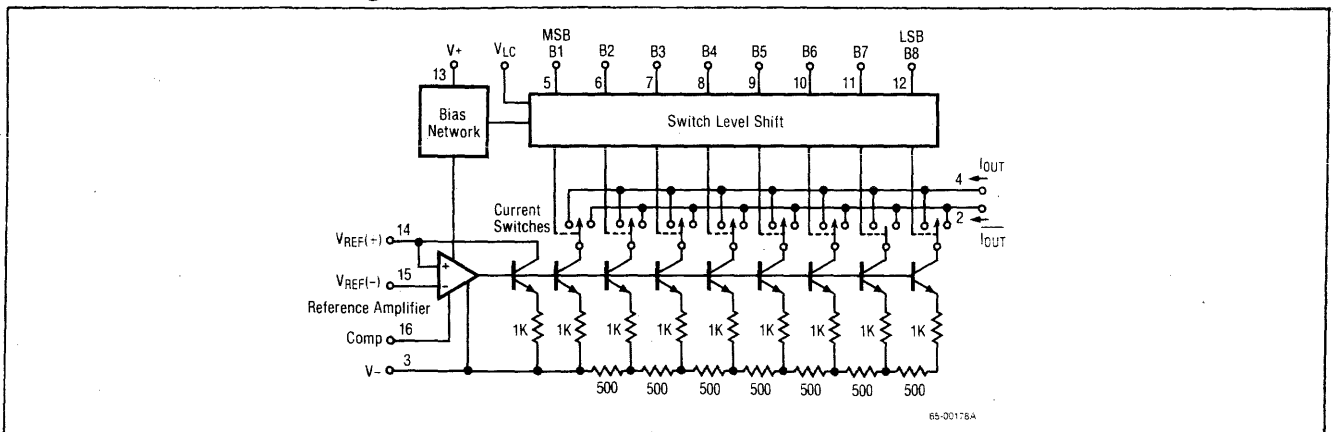 MSB LSB
V+ VLC B1 B2 B3 B4 B5 B6 B7 B8
13 5 6 7 8 9 10 11 12
Bias
Network
Switch Level Shift
4 IOUT
Current
Switches
2 IOUT
VREF(+) 14
+
VREF(−) 15
−
Reference Amplifier
1K 1K 1K 1K 1K 1K 1K 1K 1K
Comp 16
V− 3
500 500 500 500 500 500 500
65-00178A